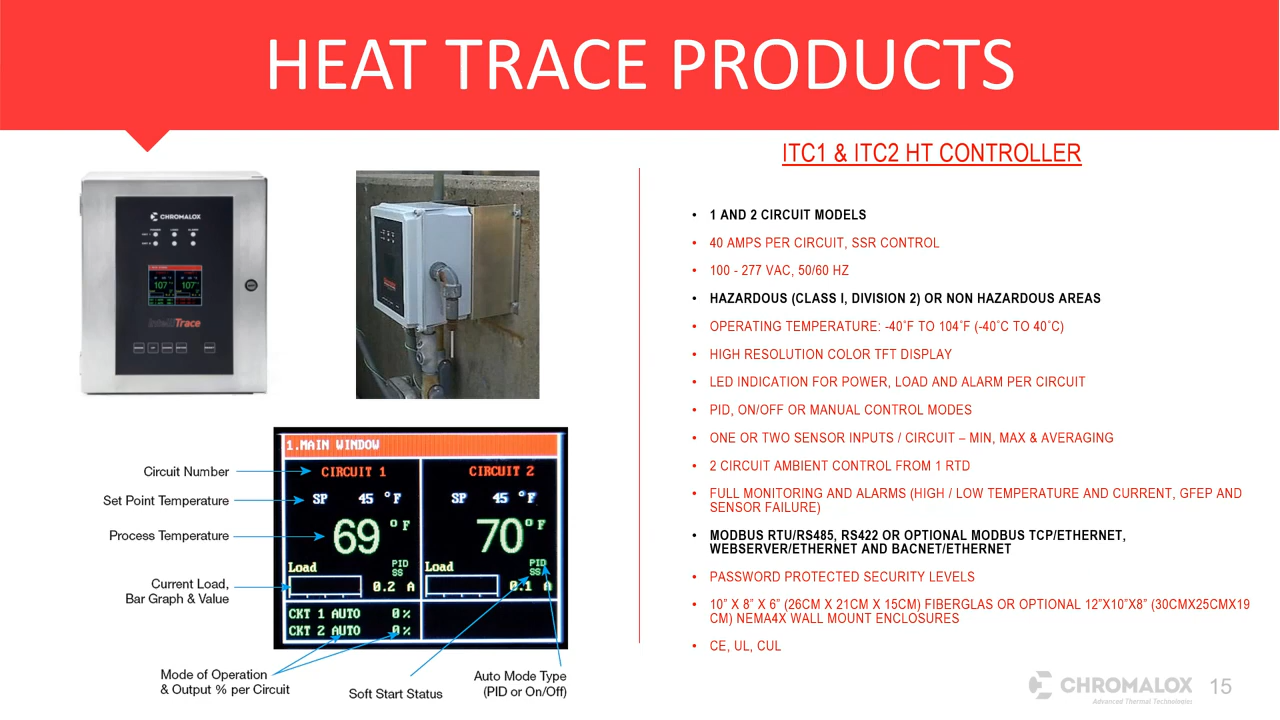 HEAT TRACE PRODUCTS
ITC1 & ITC2 HT CONTROLLER
CHROMALOX
107
107
IntelliTrace
• 1 AND 2 CIRCUIT MODELS
• 40 AMPS PER CIRCUIT, SSR CONTROL
• 100 - 277 VAC, 50/60 HZ
• HAZARDOUS (CLASS I, DIVISION 2) OR NON HAZARDOUS AREAS
• OPERATING TEMPERATURE: -40˚F TO 104˚F (-40˚C TO 40˚C)
• HIGH RESOLUTION COLOR TFT DISPLAY
• LED INDICATION FOR POWER, LOAD AND ALARM PER CIRCUIT
• PID, ON/OFF OR MANUAL CONTROL MODES
• ONE OR TWO SENSOR INPUTS / CIRCUIT – MIN, MAX & AVERAGING
• 2 CIRCUIT AMBIENT CONTROL FROM 1 RTD
• FULL MONITORING AND ALARMS (HIGH / LOW TEMPERATURE AND CURRENT, GFEP AND
SENSOR FAILURE)
• MODBUS RTU/RS485, RS422 OR OPTIONAL MODBUS TCP/ETHERNET,
WEBSERVER/ETHERNET AND BACNET/ETHERNET
• PASSWORD PROTECTED SECURITY LEVELS
• 10” X 8” X 6” (26CM X 21CM X 15CM) FIBERGLAS OR OPTIONAL 12”X10”X8” (30CMX25CMX19
CM) NEMA4X WALL MOUNT ENCLOSURES
• CE, UL, CUL
1.MAIN WINDOW
Circuit Number
CIRCUIT 1
CIRCUIT 2
Set Point Temperature
SP 45 °F
SP 45 °F
Process Temperature
69 °F
70 °F
Load PID
SS
Load PID
SS
Current Load,
Bar Graph & Value
0.2 A
0.1 A
CKT 1 AUTO 0%
CKT 2 AUTO 0%
Mode of Operation
& Output % per Circuit
Soft Start Status
Auto Mode Type
(PID or On/Off)
CHROMALOX
Advanced Thermal Technologies
15